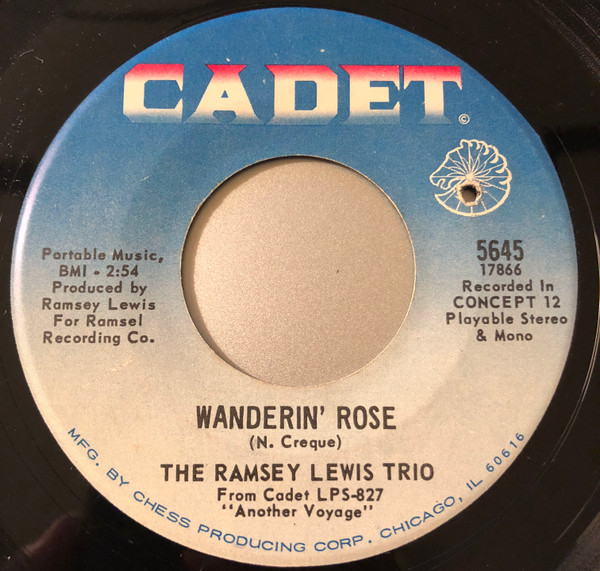 CADET
©
Portable Music,
BMI - 2:54
Produced by
Ramsey Lewis
For Ramsel
Recording Co.
5645
17866
Recorded In
CONCEPT 12
Playable Stereo
& Mono
WANDERIN' ROSE
(N. Creque)
THE RAMSEY LEWIS TRIO
From Cadet LPS-827
"Another Voyage"
MFG. BY CHESS PRODUCING CORP. CHICAGO, IL 60616